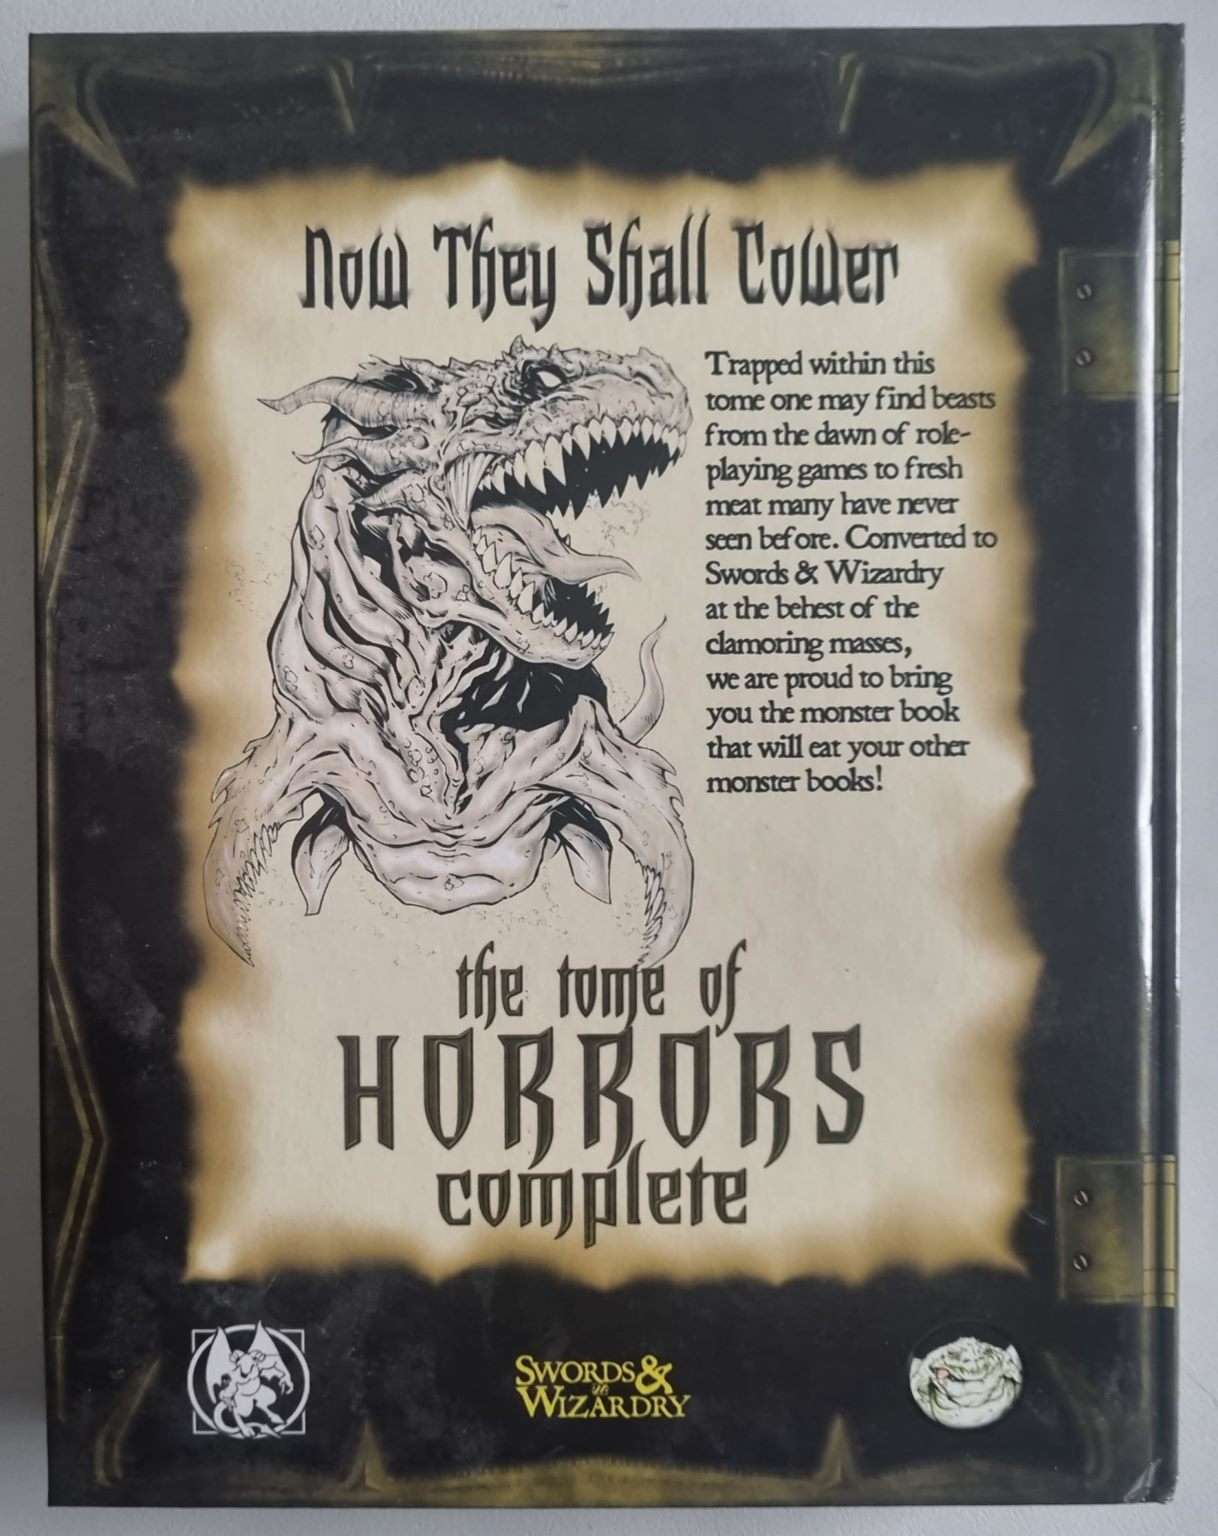 Now They Shall Cower
Trapped within this
tome one may find beasts
from the dawn of role-
playing games to fresh
meat many have never
seen before. Converted to
Swords & Wizardry
at the behest of the
clamoring masses,
we are proud to bring
you the monster book
that will eat your other
monster books!
the tome of
HORRORS
complete
SWORDS &
WIZARDRY